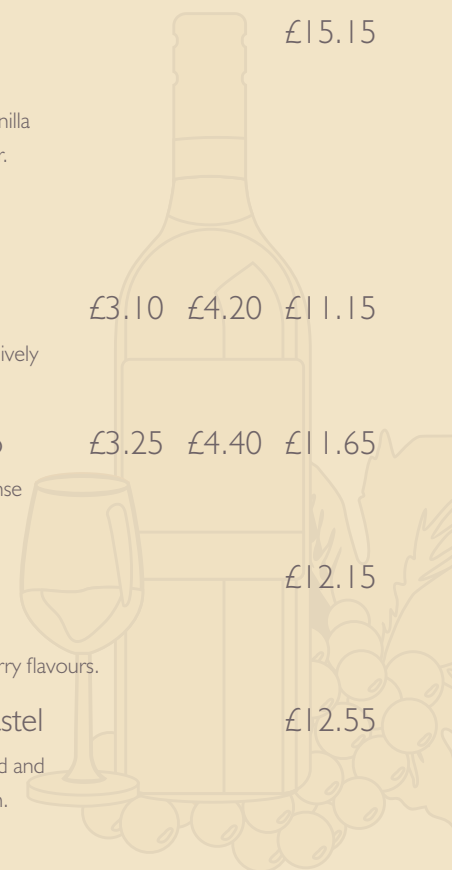 £15.15
nilla
r.
£3.10 £4.20 £11.15
ively
£3.25 £4.40 £11.65
nse
£12.15
rry flavours.
stel £12.55
d and
n.